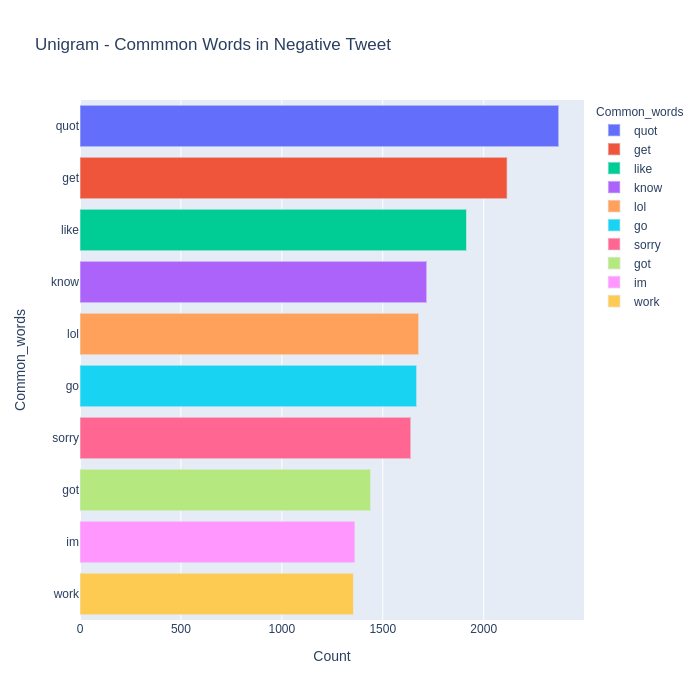 Unigram - Commmon Words in Negative Tweet
Common_words
quot
get
like
know
lol
go
sorry
got
im
work
0 500 1000 1500 2000
Count
Common_words
quot
get
like
know
lol
go
sorry
got
im
work